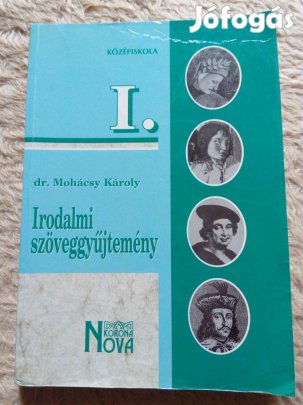 Jófogás
KÖZÉPISKOLA
I.
dr. Mohácsy Károly
Irodalmi
szöveggyűjtemény
KORONA
NOVA